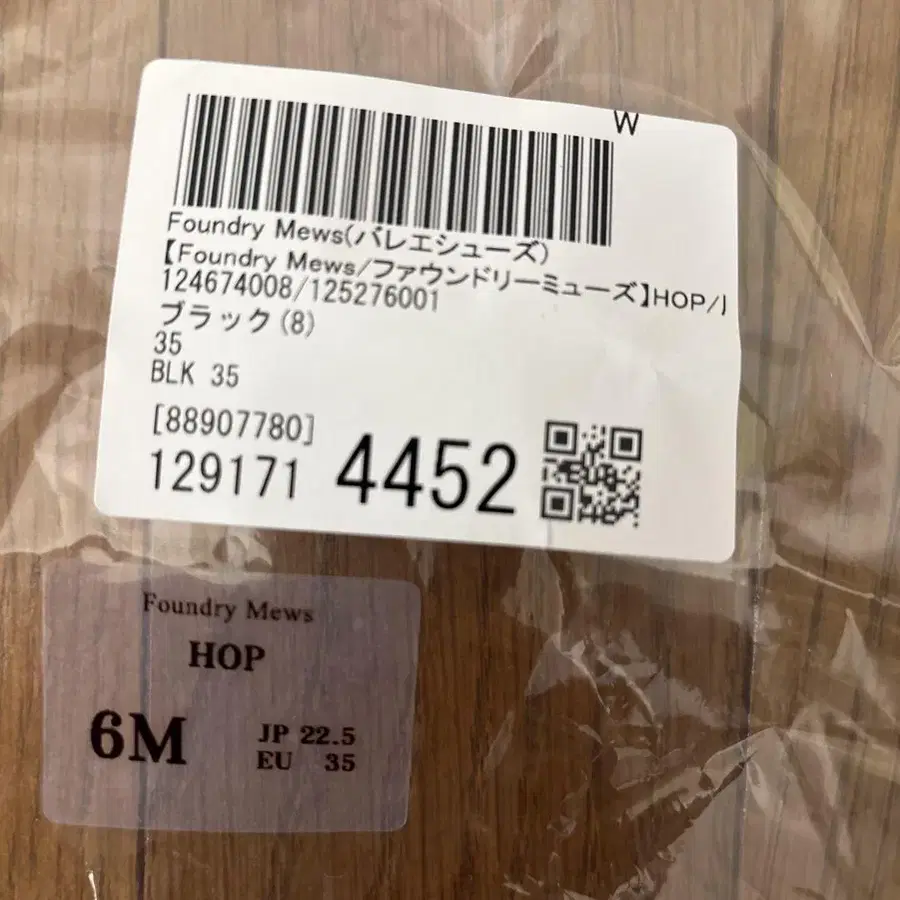 W
Foundry Mews(バレエシューズ)
【Foundry Mews/ファウンドリーミューズ】HOP/
124674008/125276001
ブラック(8)
35
BLK 35
[88907780]
129171 4452
Foundry Mews
HOP
6M
JP 22.5
EU 35